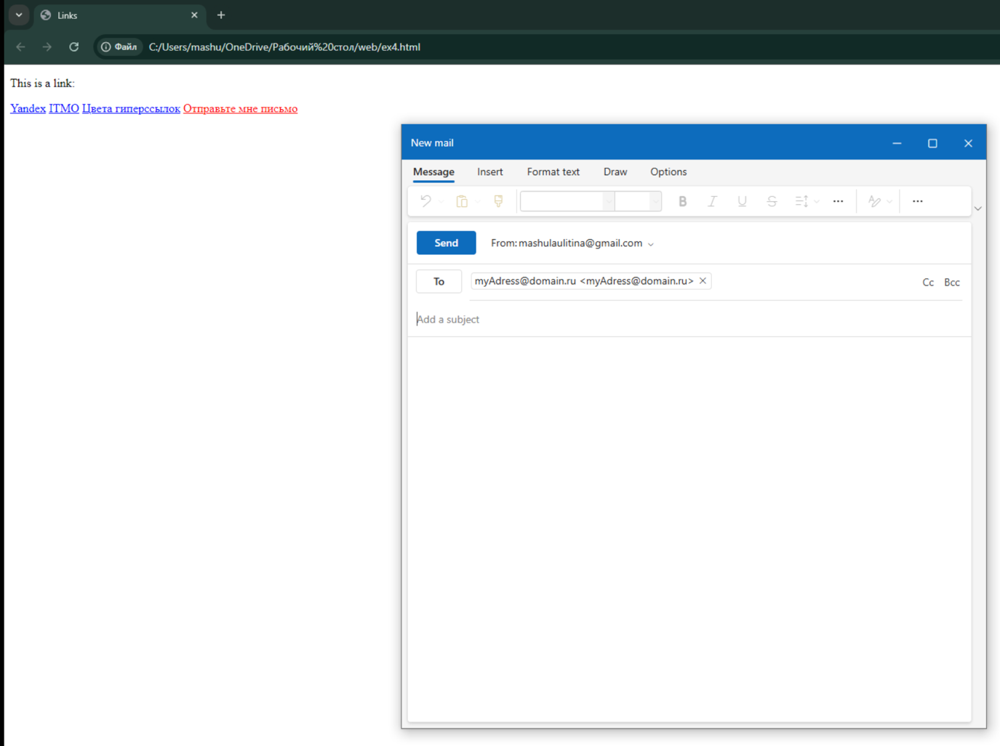 Links
Файл C:/Users/mashu/OneDrive/Рабочий%20стол/web/ex4.html
This is a link:
Yandex ITMO Цвета гиперссылок Отправьте мне письмо
New mail
Message Insert Format text Draw Options
B I U S
Send From: mashulaulitina@gmail.com
To myAdress@domain.ru <myAdress@domain.ru> Cc Bcc
Add a subject